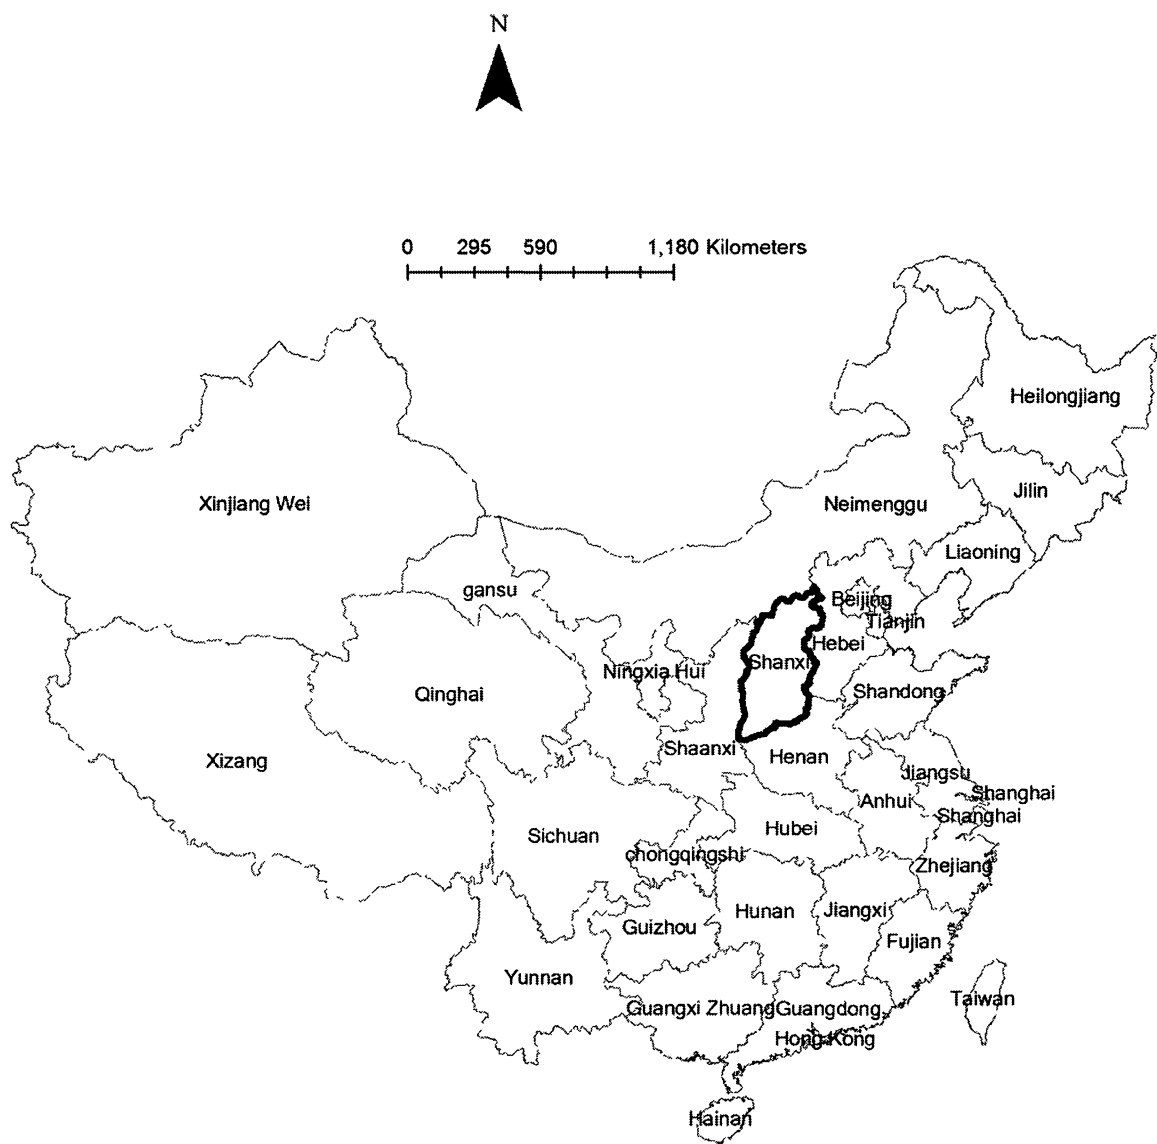 N
0 295 590 1,180 Kilometers
Heilongjiang
Xinjiang Wei
Neimenggu
Jilin
Liaoning
gansu
Beijing
Tianjin
Hebei
Shanxi
Ningxia Hui
Qinghai
Shandong
Shaanxi
Henan
Xizang
Jiangsu
Shanghai
Anhui
Shanghai
Hubei
Sichuan
chongqingshi
Zhejiang
Hunan
Jiangxi
Guizhou
Fujian
Yunnan
Taiwan
Guangxi Zhuang
Guangdong
Hong Kong
Hainan